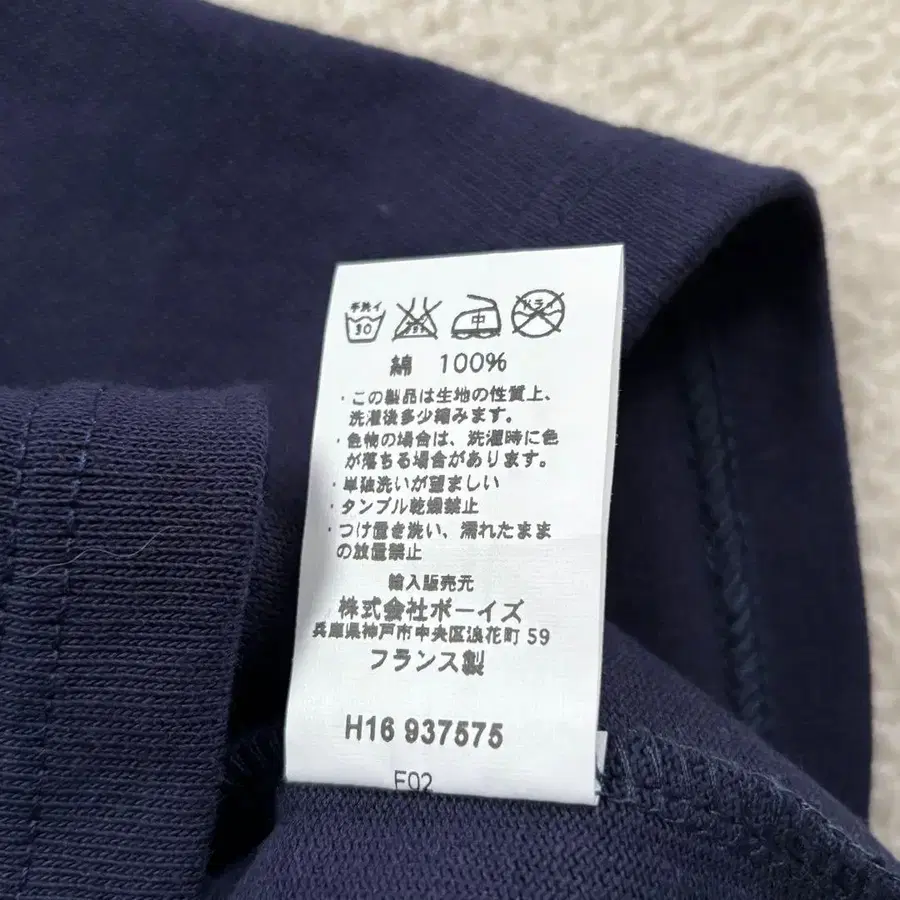 手洗イ 30 中 ドライ
綿 100%
・この製品は生地の性質上、
洗濯後多少縮みます。
・色物の場合は、洗濯時に色
が落ちる場合があります。
・単独洗いが望ましい
・タンブル乾燥禁止
・つけ置き洗い、濡れたまま
の放置禁止
輸入販売元
株式会社ボーイズ
兵庫県神戸市中央区浪花町 59
フランス製
H16 937575
F02